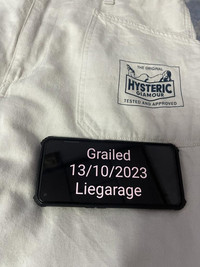 THE ORIGINAL
HYSTERIC
GLAMOUR
TESTED AND APPROVED
Grailed
13/10/2023
Liegarage